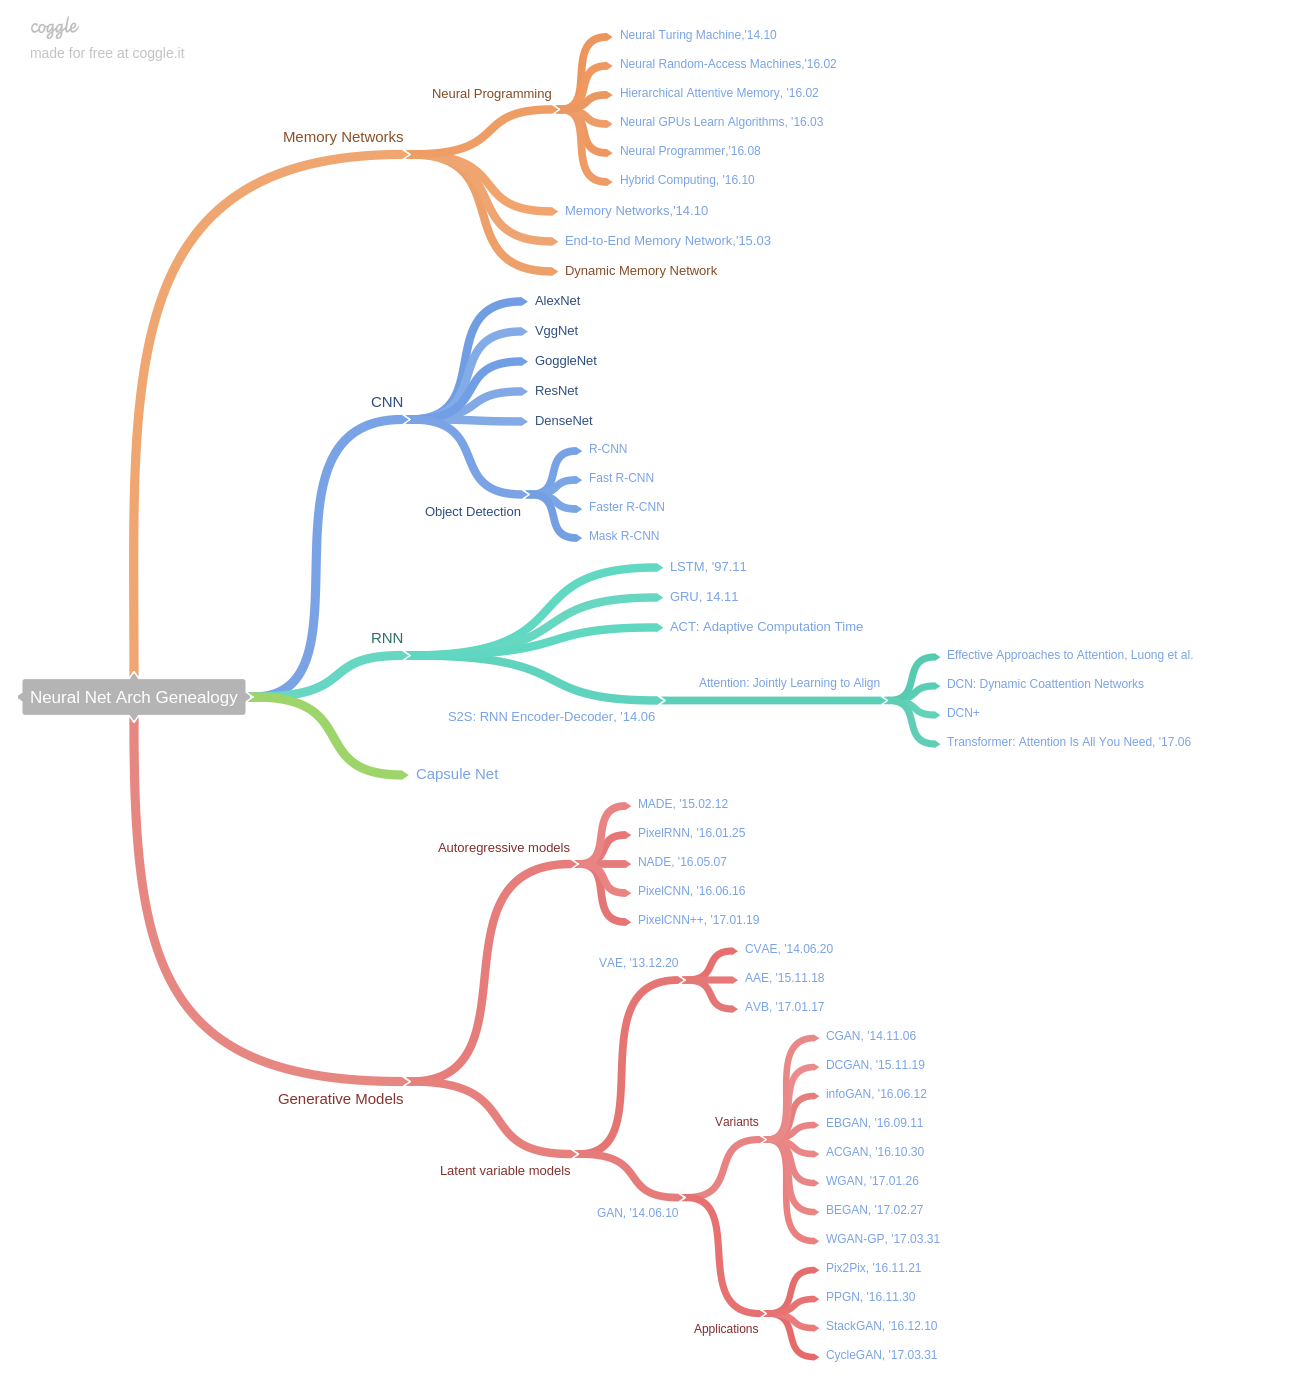 coggle
made for free at coggle.it
Neural Net Arch Genealogy
Memory Networks
Neural Programming
Neural Turing Machine,'14.10
Neural Random-Access Machines,'16.02
Hierarchical Attentive Memory, '16.02
Neural GPUs Learn Algorithms, '16.03
Neural Programmer,'16.08
Hybrid Computing, '16.10
Memory Networks,'14.10
End-to-End Memory Network,'15.03
Dynamic Memory Network
CNN
AlexNet
VggNet
GoggleNet
ResNet
DenseNet
Object Detection
R-CNN
Fast R-CNN
Faster R-CNN
Mask R-CNN
RNN
LSTM, '97.11
GRU, 14.11
ACT: Adaptive Computation Time
S2S: RNN Encoder-Decoder, '14.06
Attention: Jointly Learning to Align
Effective Approaches to Attention, Luong et al.
DCN: Dynamic Coattention Networks
DCN+
Transformer: Attention Is All You Need, '17.06
Capsule Net
Generative Models
Autoregressive models
MADE, '15.02.12
PixelRNN, '16.01.25
NADE, '16.05.07
PixelCNN, '16.06.16
PixelCNN++, '17.01.19
Latent variable models
VAE, '13.12.20
CVAE, '14.06.20
AAE, '15.11.18
AVB, '17.01.17
GAN, '14.06.10
Variants
CGAN, '14.11.06
DCGAN, '15.11.19
infoGAN, '16.06.12
EBGAN, '16.09.11
ACGAN, '16.10.30
WGAN, '17.01.26
BEGAN, '17.02.27
WGAN-GP, '17.03.31
Applications
Pix2Pix, '16.11.21
PPGN, '16.11.30
StackGAN, '16.12.10
CycleGAN, '17.03.31